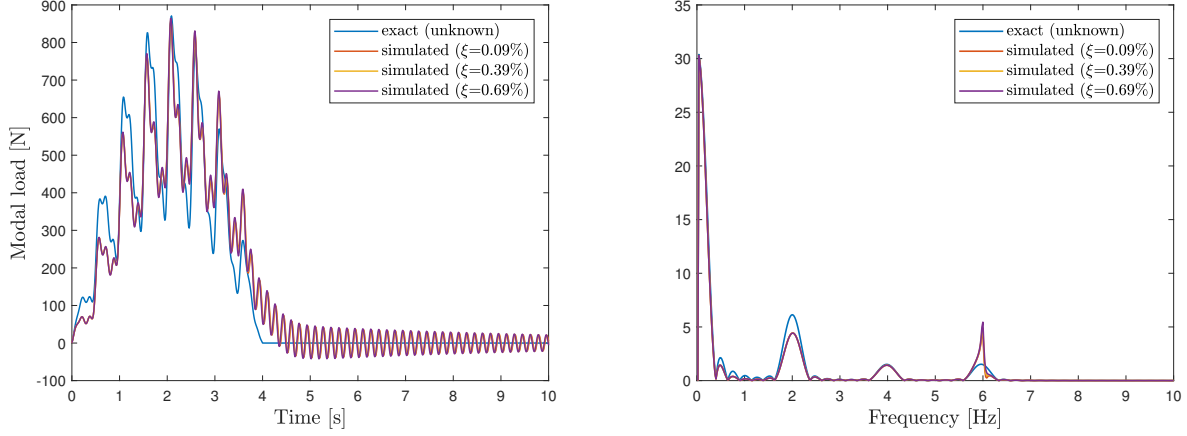 900
800
700
600
500
400
300
200
100
0
-100
0 1 2 3 4 5 6 7 8 9 10
Modal load [N]
Time [s]
exact (unknown)
simulated (ξ=0.09%)
simulated (ξ=0.39%)
simulated (ξ=0.69%)
35
30
25
20
15
10
5
0
0 1 2 3 4 5 6 7 8 9 10
Frequency [Hz]
exact (unknown)
simulated (ξ=0.09%)
simulated (ξ=0.39%)
simulated (ξ=0.69%)